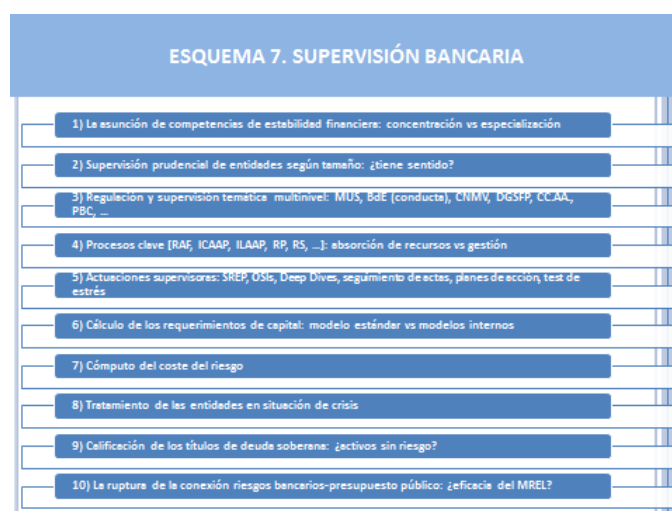 ESQUEMA 7. SUPERVISIÓN BANCARIA
1) La asunción de competencias de estabilidad financiera: concentración vs especialización
2) Supervisión prudencial de entidades según tamaño: ¿tiene sentido?
3) Regulación y supervisión temática multinivel: MUS, BdE (conducta), CNMV, DGSFP, CC.AA.,
PBC, ...
4) Procesos clave [RAF, ICAAP, ILAAP, RP, RS, ...]: absorción de recursos vs gestión
5) Actuaciones supervisoras: SREP, OSIs, Deep Dives, seguimiento de actas, planes de acción, test de
estrés
6) Cálculo de los requerimientos de capital: modelo estándar vs modelos internos
7) Cómputo del coste del riesgo
8) Tratamiento de las entidades en situación de crisis
9) Calificación de los títulos de deuda soberana: ¿activos sin riesgo?
10) La ruptura de la conexión riesgos bancarios-presupuesto público: ¿eficacia del MREL?